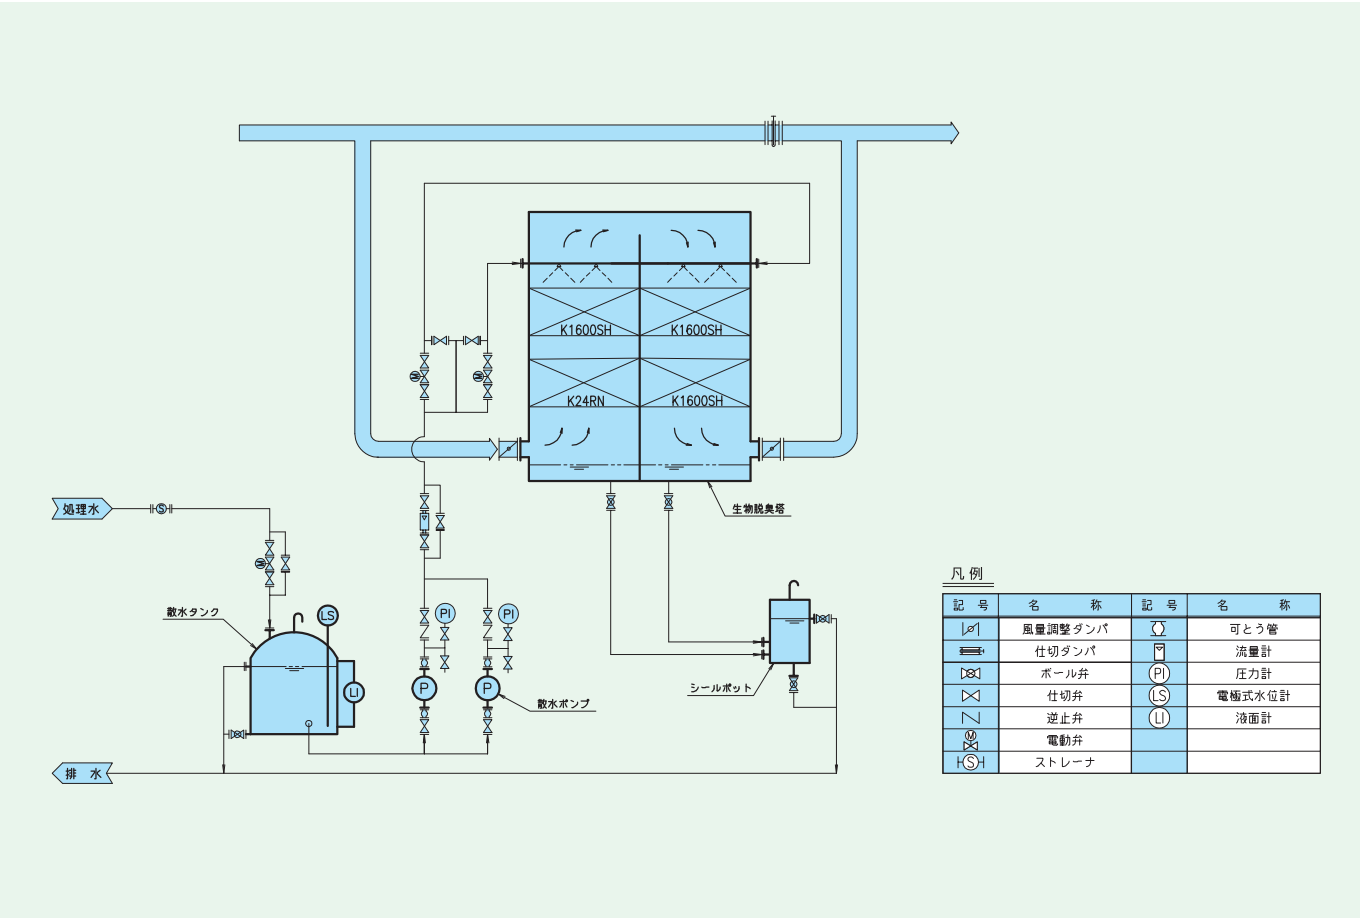 K1600SH
K1600SH
M
M
K24RN
K1600SH
処理水
S
生物脱臭塔
M
凡例
散水タンク
LS
PI
PI
LI
P
P
シールポット
散水ポンプ
排 水
記 号 名 称 記 号 名 称
風量調整ダンパ 可とう管
仕切ダンパ 流量計
ボール弁 PI 圧力計
仕切弁 LS 電極式水位計
逆止弁 LI 液面計
M 電動弁
S ストレーナ